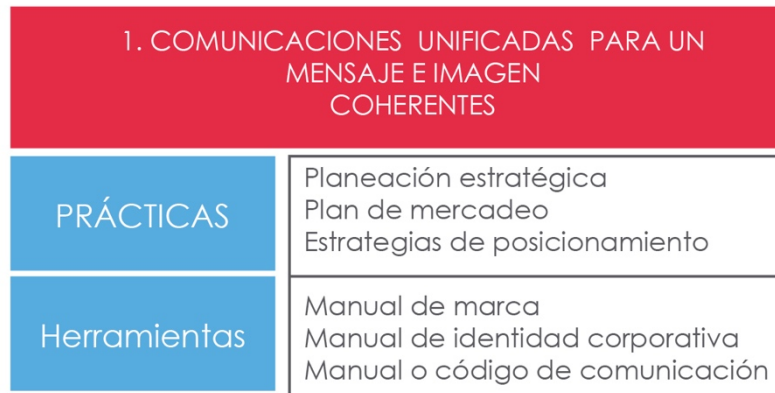 1. COMUNICACIONES UNIFICADAS PARA UN
MENSAJE E IMAGEN
COHERENTES
PRÁCTICAS
Planeación estratégica
Plan de mercadeo
Estrategias de posicionamiento
Herramientas
Manual de marca
Manual de identidad corporativa
Manual o código de comunicación